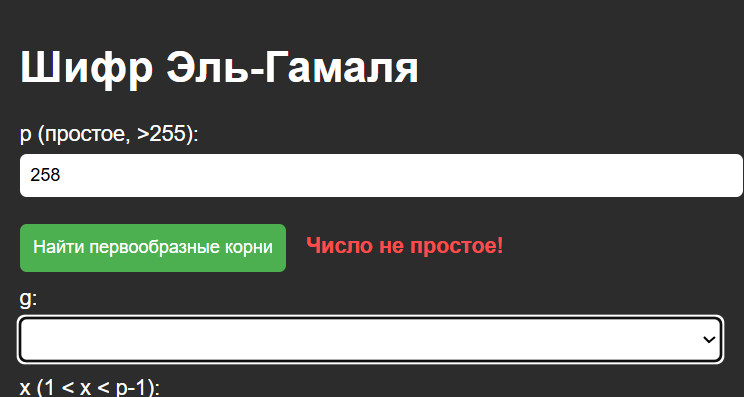 Шифр Эль-Гамаля
p (простое, >255):
258
Найти первообразные корни
Число не простое!
g:
x (1 < x < p-1):